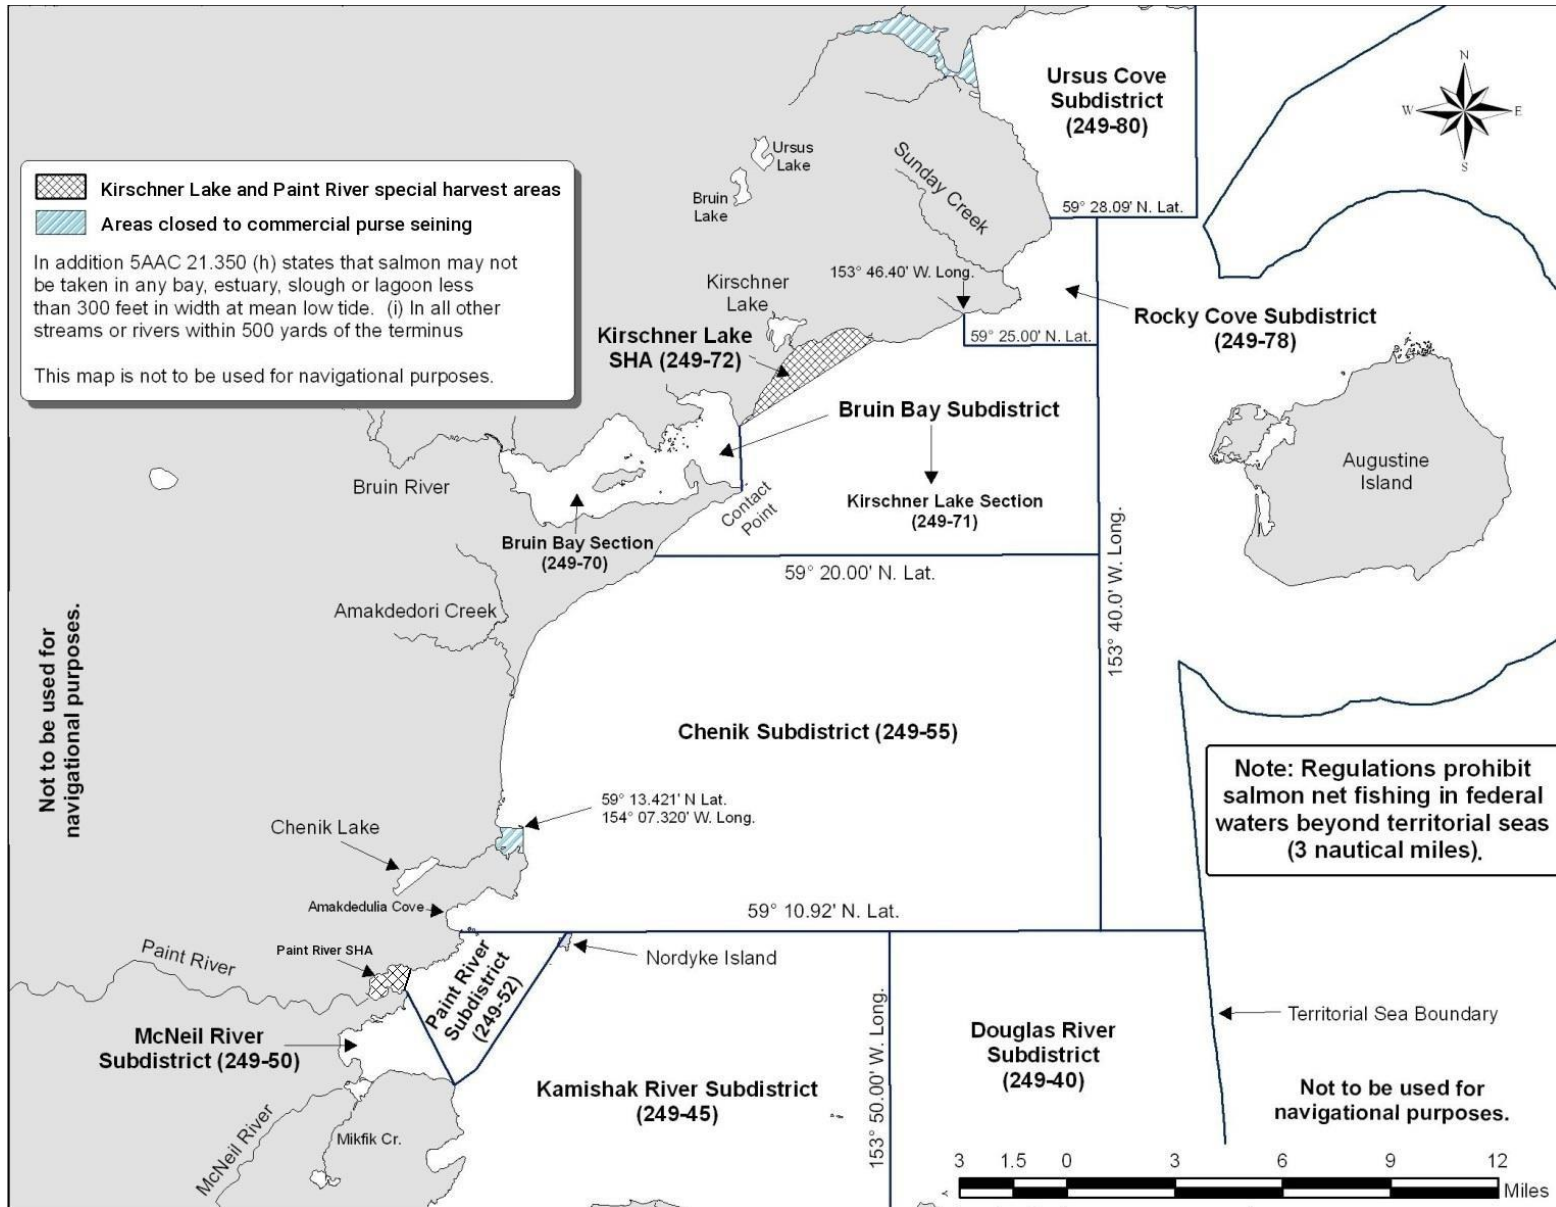 N
W
E
S
Ursus Cove
Subdistrict
(249-80)
Ursus
Lake
Bruin
Lake
Sunday Creek
59° 28.09' N. Lat.
Kirschner Lake and Paint River special harvest areas
Areas closed to commercial purse seining
In addition 5AAC 21.350 (h) states that salmon may not
be taken in any bay, estuary, slough or lagoon less
than 300 feet in width at mean low tide. (i) In all other
streams or rivers within 500 yards of the terminus
This map is not to be used for navigational purposes.
153° 46.40' W. Long.
Kirschner
Lake
Kirschner Lake
SHA (249-72)
59° 25.00' N. Lat.
Rocky Cove Subdistrict
(249-78)
Bruin Bay Subdistrict
Augustine
Island
Bruin River
Contact
Point
Kirschner Lake Section
(249-71)
Bruin Bay Section
(249-70)
59° 20.00' N. Lat.
153° 40.0' W. Long.
Amakdedori Creek
Not to be used for
navigational purposes.
Chenik Subdistrict (249-55)
Note: Regulations prohibit
salmon net fishing in federal
waters beyond territorial seas
(3 nautical miles).
59° 13.421' N Lat.
154° 07.320' W. Long.
Chenik Lake
Amakdedulia Cove
59° 10.92' N. Lat.
Paint River
Paint River SHA
Paint River
Subdistrict
(249-52)
Nordyke Island
McNeil River
Subdistrict (249-50)
Kamishak River Subdistrict
(249-45)
153° 50.00' W. Long.
Douglas River
Subdistrict
(249-40)
Territorial Sea Boundary
Not to be used for
navigational purposes.
McNeil River
Mikfik Cr.
3 1.5 0 3 6 9 12
Miles